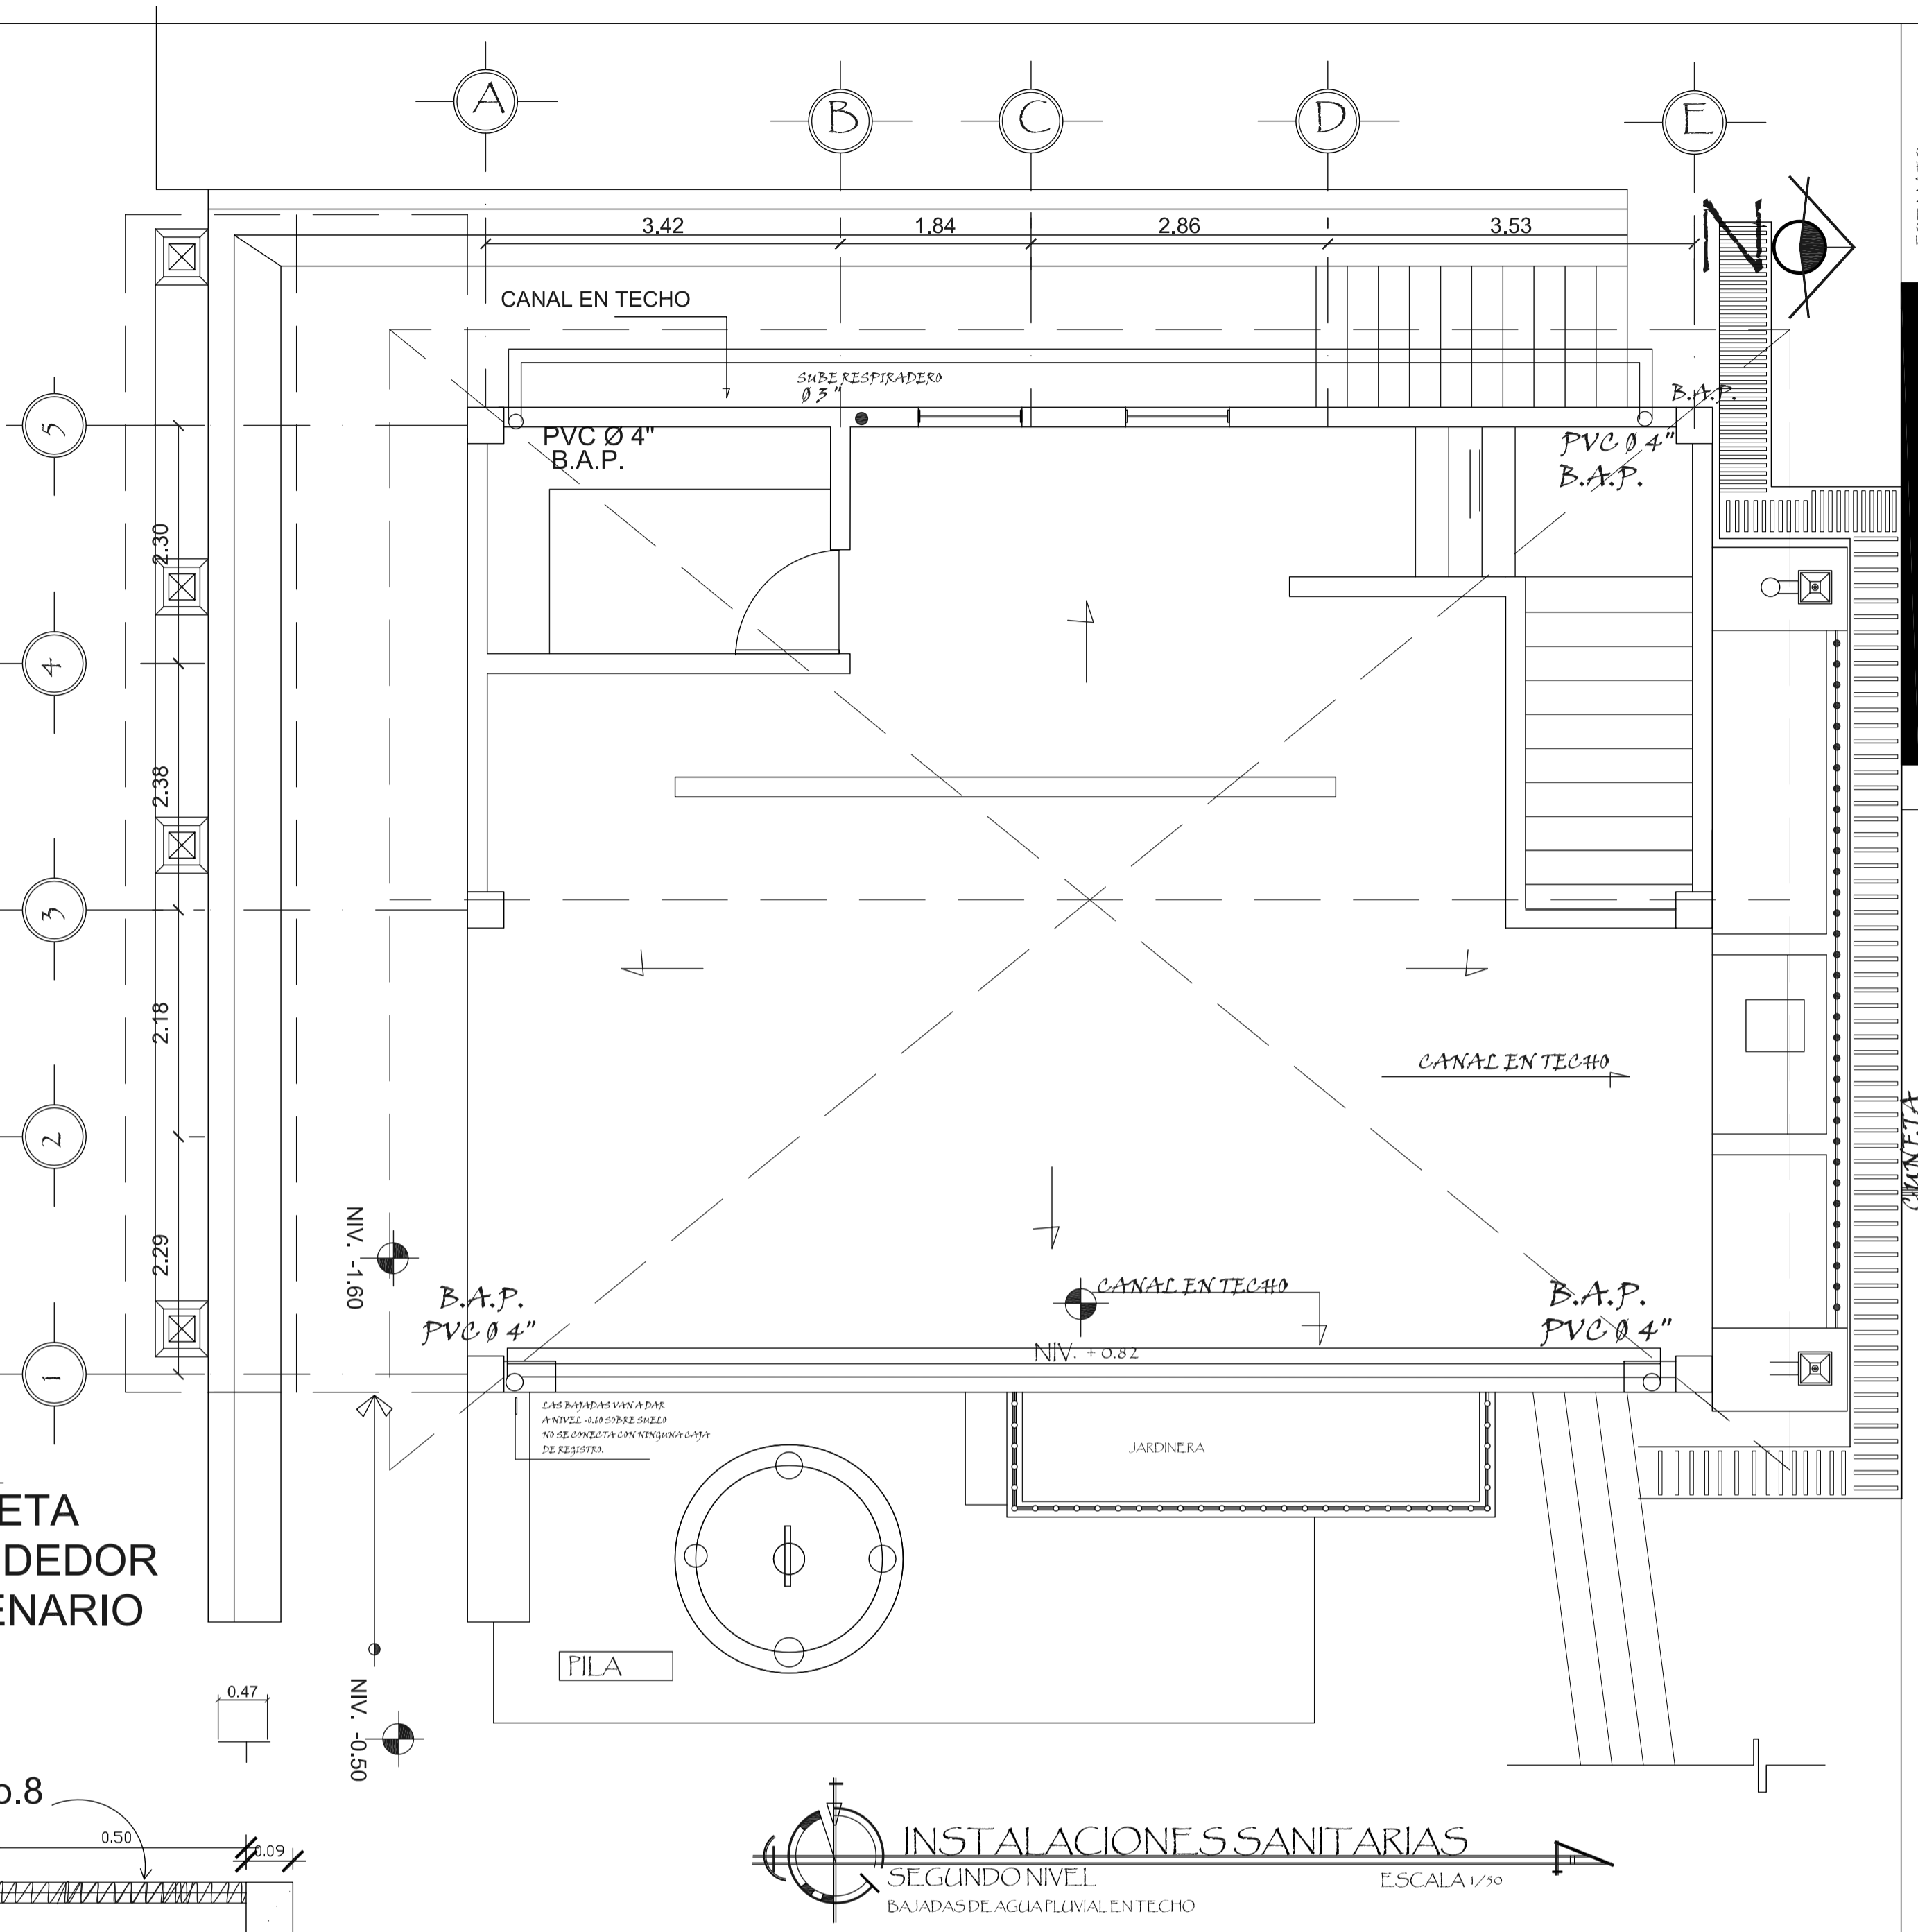 A
B
C
D
E
3.42
1.84
2.86
3.53
N
CANAL EN TECHO
SUBE RESPIRADERO
Ø 3"
B.A.P.
PVC Ø 4"
B.A.P.
PVC Ø 4"
B.A.P.
5
4
3
2
1
2.30
2.38
2.18
2.29
CANAL EN TECHO
CUNETA
NIV. -1.60
CANAL EN TECHO
B.A.P.
PVC Ø 4"
B.A.P.
PVC Ø 4"
NIV. + 0.82
LAS BAJADAS VAN A DAR
A NIVEL -0.60 SOBRE SUELO
NO SE CONECTA CON NINGUNA CAJA
DE REGISTRO.
JARDINERA
ETA
DEDOR
ENARIO
PILA
NIV. -0.50
0.47
o.8
0.50
0.09
INSTALACIONES SANITARIAS
SEGUNDO NIVEL
ESCALA 1/50
BAJADAS DE AGUA PLUVIAL EN TECHO